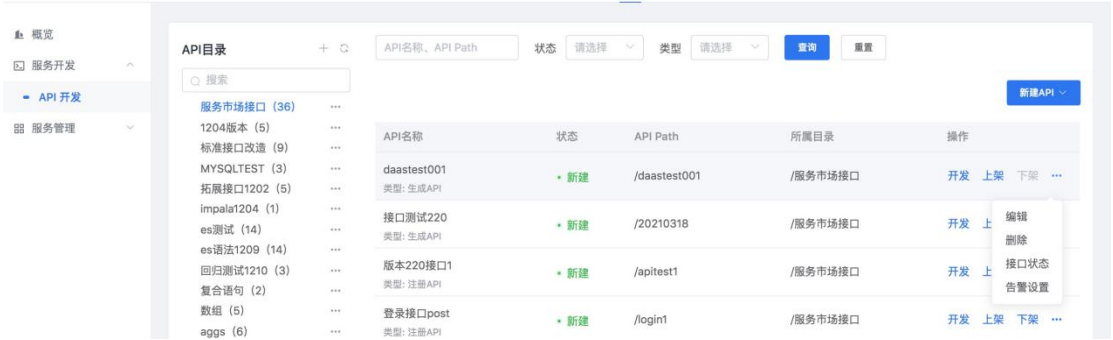 概览
服务开发
API 开发
服务管理
API目录
搜索
服务市场接口 (36)
1204版本 (5)
标准接口改造 (9)
MYSQLTEST (3)
拓展接口1202 (5)
impala1204 (1)
es测试 (14)
es语法1209 (14)
回归测试1210 (3)
复合语句 (2)
数组 (5)
aggs (6)
API名称、API Path 状态 请选择 类型 请选择 查询 重置
新建API
API名称 状态 API Path 所属目录 操作
daastest001 新建 /daastest001 /服务市场接口 开发 上架 下架 ···
类型: 生成API
接口测试220 新建 /20210318 /服务市场接口 开发 上
类型: 生成API
版本220接口1 新建 /apitest1 /服务市场接口 开发 上
类型: 注册API
登录接口post 新建 /login1 /服务市场接口 开发 上架 下架 ···
类型: 注册API
编辑
删除
接口状态
告警设置